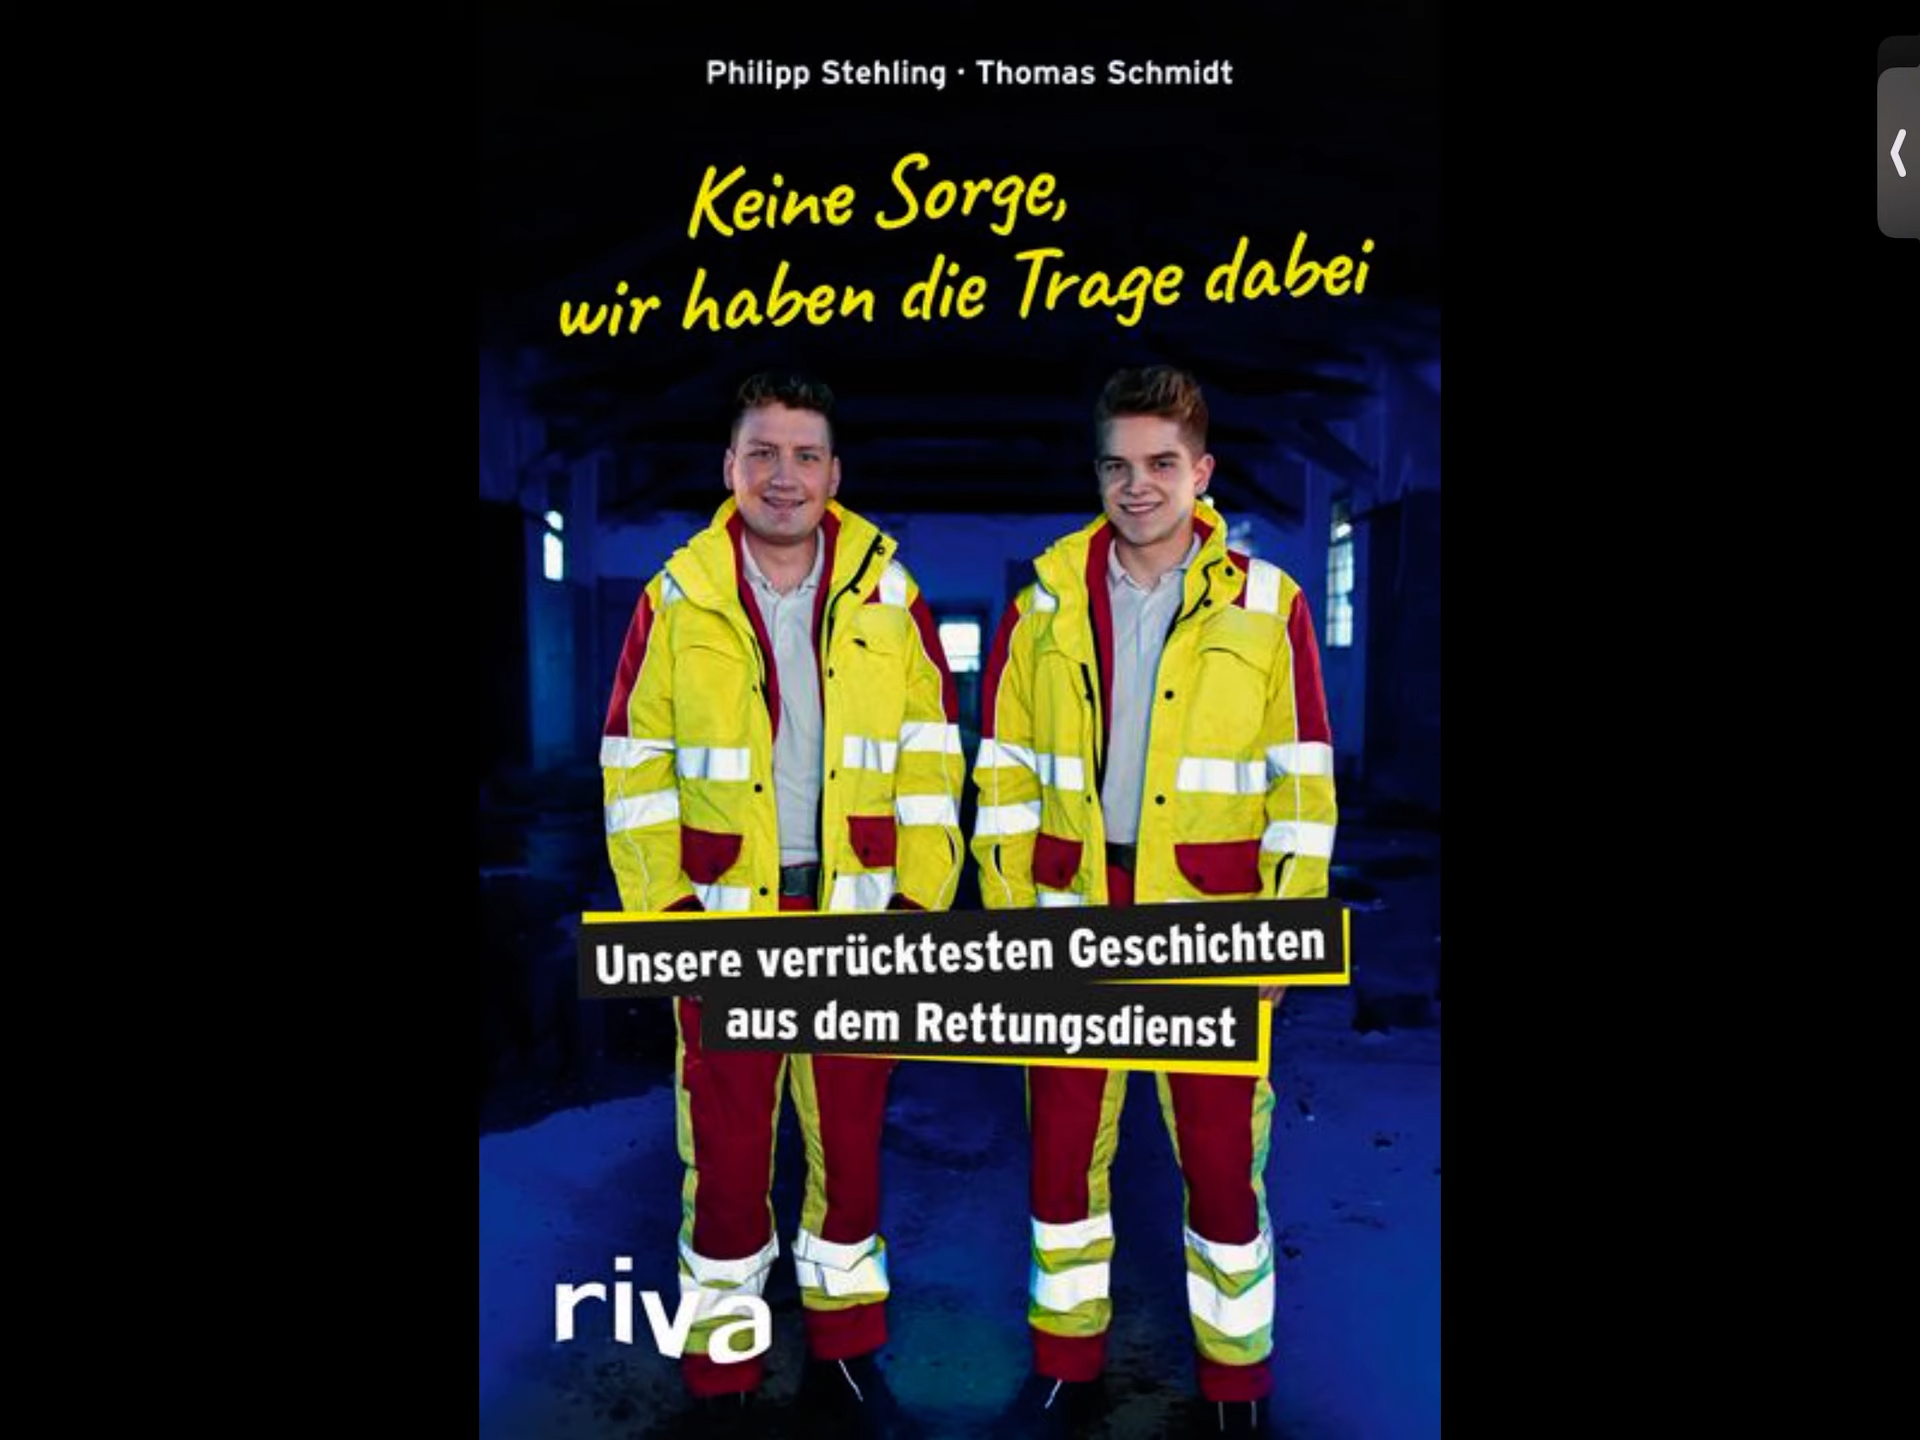 Philipp Stehling · Thomas Schmidt
Keine Sorge,
wir haben die Trage dabei
Unsere verrücktesten Geschichten
aus dem Rettungsdienst
riva